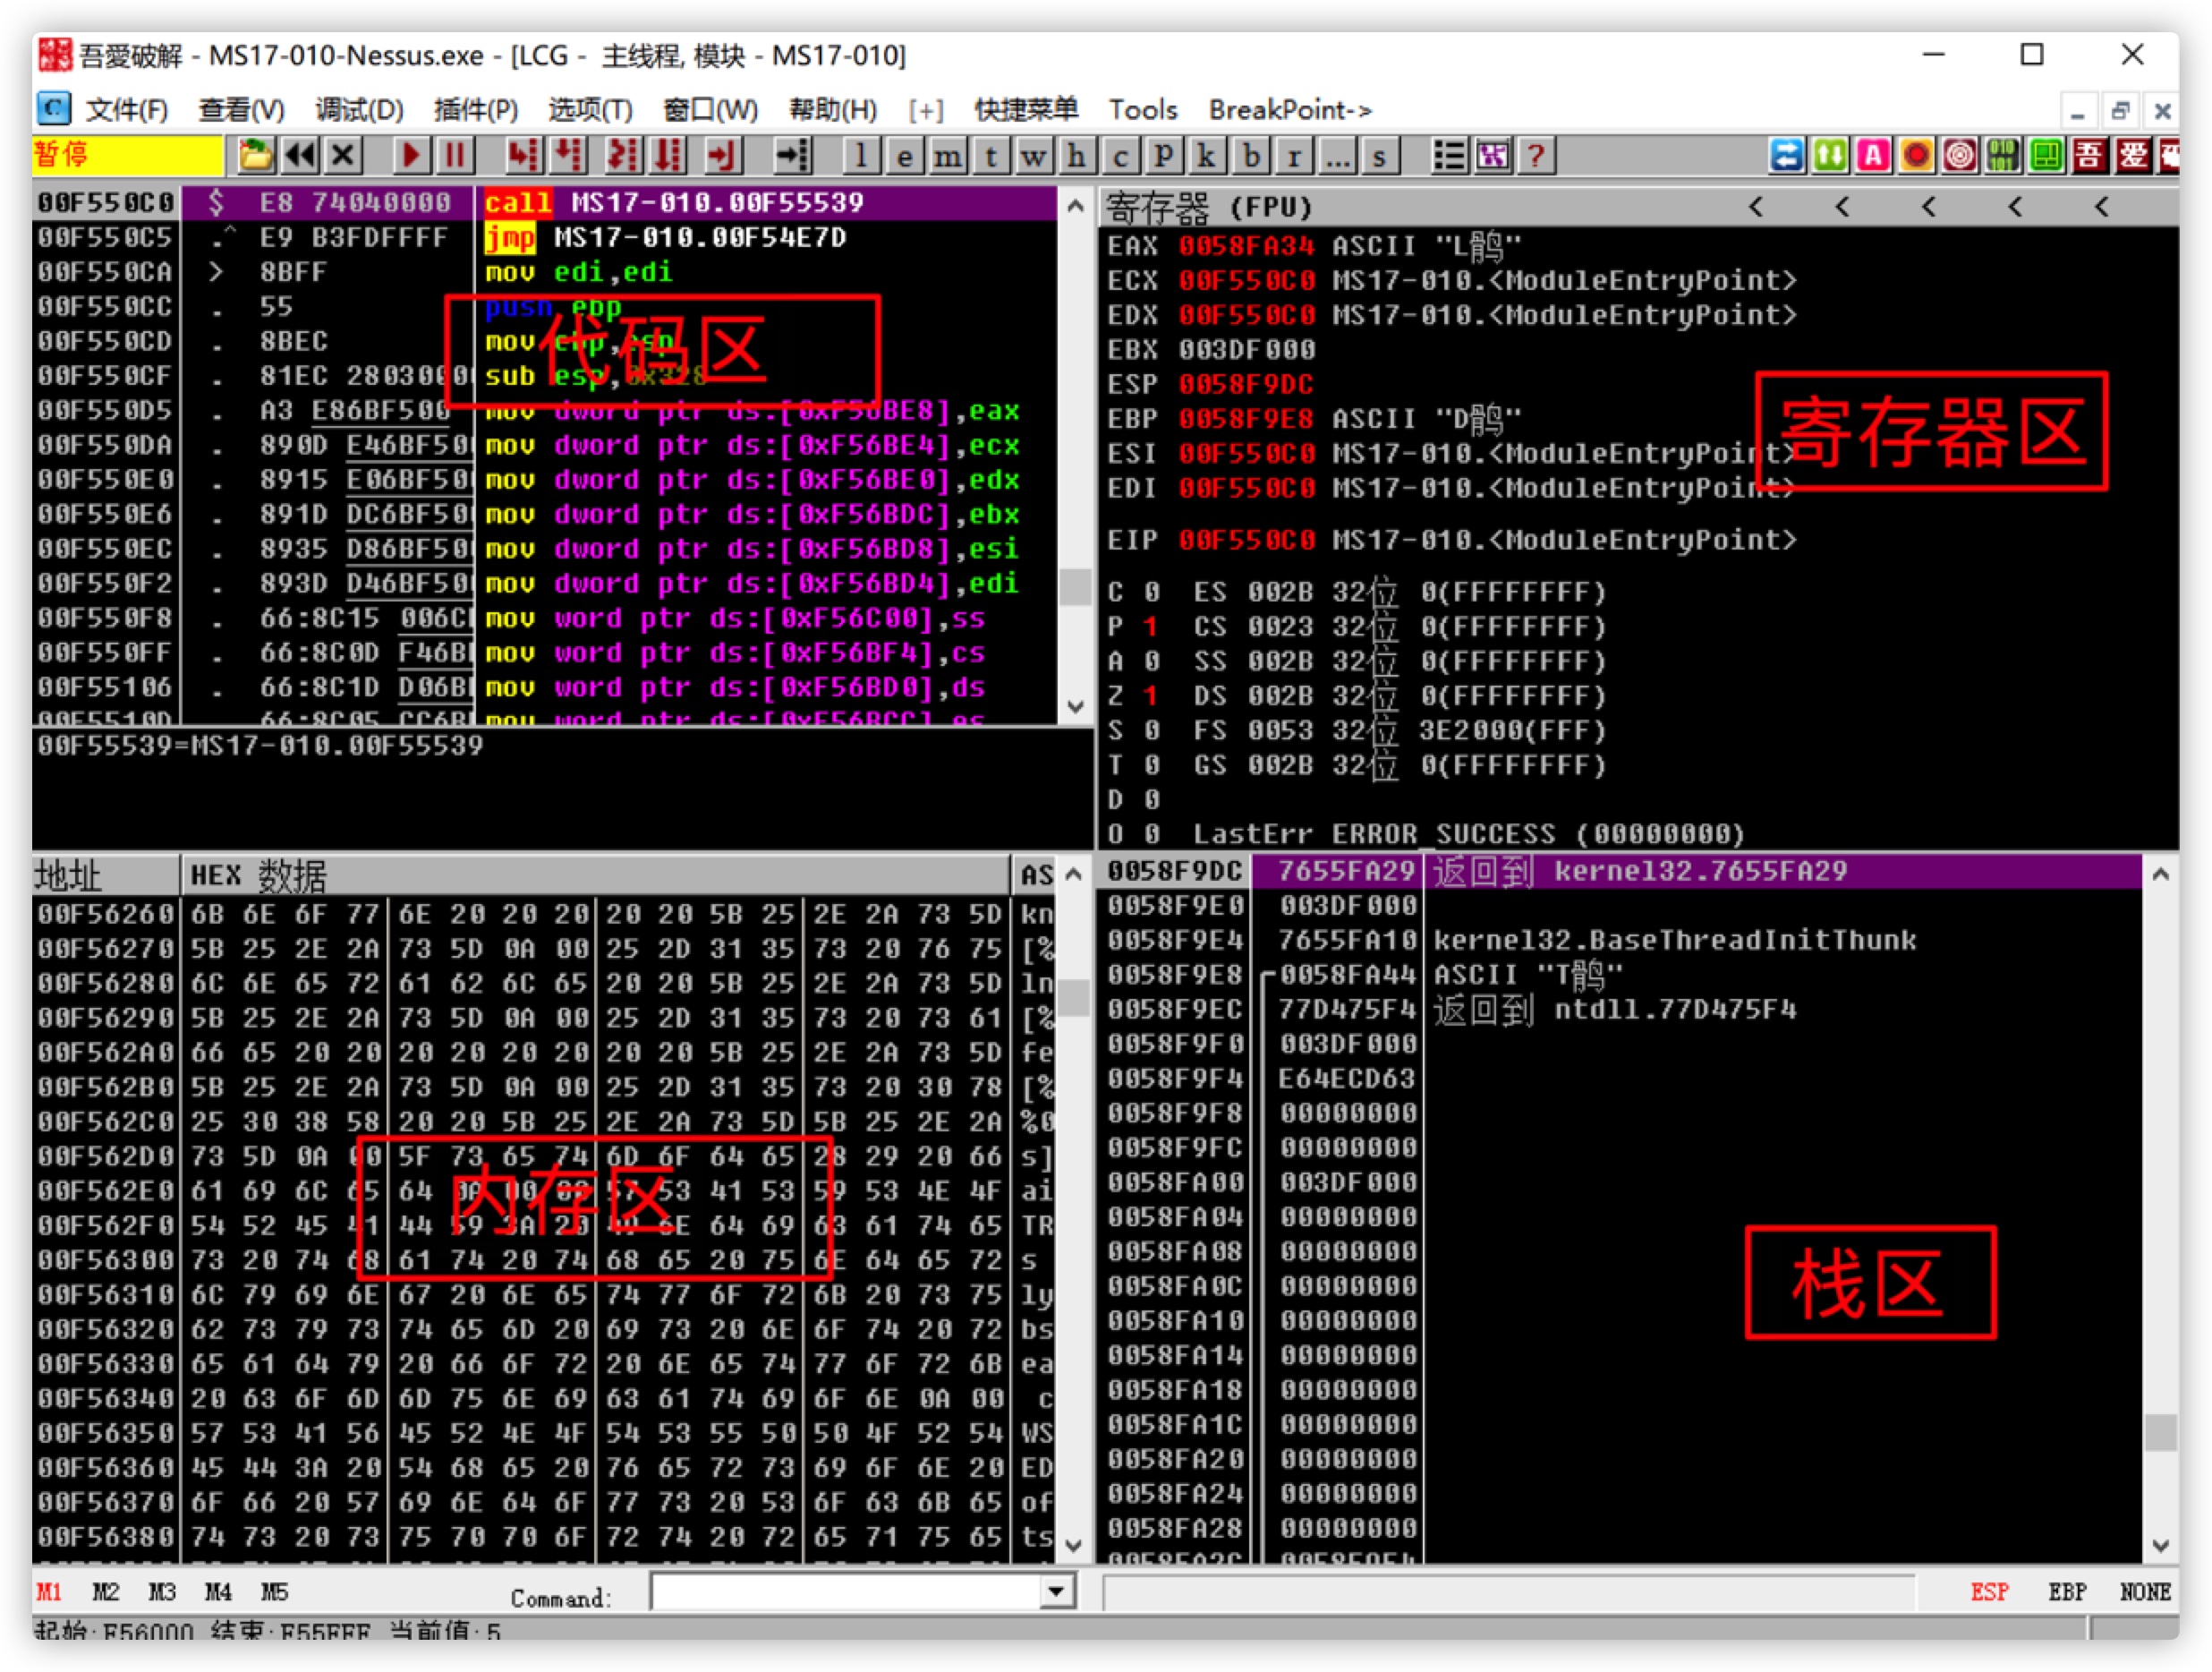 吾愛破解 - MS17-010-Nessus.exe - [LCG - 主线程, 模块 - MS17-010]
文件(F) 查看(V) 调试(D) 插件(P) 选项(T) 窗口(W) 帮助(H) [+] 快捷菜单 Tools BreakPoint->
暂停 l e m t w h c P k b r ... s ?
00F550C0 $ E8 74040000 call MS17-010.00F55539
00F550C5 .^ E9 B3FDFFFF jmp MS17-010.00F54E7D
00F550CA > 8BFF mov edi,edi
00F550CC . 55 push ebp
00F550CD . 8BEC mov ebp,esp
00F550CF . 81EC 28030000 sub esp,0x328
代码区
00F550D5 . A3 E86BF500 mov dword ptr ds:[0xF56BE8],eax
00F550DA . 890D E46BF50 mov dword ptr ds:[0xF56BE4],ecx
00F550E0 . 8915 E06BF50 mov dword ptr ds:[0xF56BE0],edx
00F550E6 . 891D DC6BF50 mov dword ptr ds:[0xF56BDC],ebx
00F550EC . 8935 D86BF50 mov dword ptr ds:[0xF56BD8],esi
00F550F2 . 893D D46BF50 mov dword ptr ds:[0xF56BD4],edi
00F550F8 . 66:8C15 006C mov word ptr ds:[0xF56C00],ss
00F550FF . 66:8C0D F46B mov word ptr ds:[0xF56BF4],cs
00F55106 . 66:8C1D D06B mov word ptr ds:[0xF56BD0],ds
00F5510D . 66:8C05 CC6B mov word ptr ds:[0xF56BCC],es
00F55539=MS17-010.00F55539
寄存器 (FPU) < < < < <
EAX 0058FA34 ASCII "L鹘"
ECX 00F550C0 MS17-010.<ModuleEntryPoint>
EDX 00F550C0 MS17-010.<ModuleEntryPoint>
EBX 003DF000
ESP 0058F9DC
EBP 0058F9E8 ASCII "D鹘"
ESI 00F550C0 MS17-010.<ModuleEntryPoint>
EDI 00F550C0 MS17-010.<ModuleEntryPoint>
寄存器区
EIP 00F550C0 MS17-010.<ModuleEntryPoint>
C 0 ES 002B 32位 0(FFFFFFFF)
P 1 CS 0023 32位 0(FFFFFFFF)
A 0 SS 002B 32位 0(FFFFFFFF)
Z 1 DS 002B 32位 0(FFFFFFFF)
S 0 FS 0053 32位 3E2000(FFF)
T 0 GS 002B 32位 0(FFFFFFFF)
D 0
O 0 LastErr ERROR_SUCCESS (00000000)
地址 HEX 数据 AS
00F56260 6B 6E 6F 77 6E 20 20 20 20 20 5B 25 2E 2A 73 5D kn
00F56270 5B 25 2E 2A 73 5D 0A 00 25 2D 31 35 73 20 76 75 [%
00F56280 6C 6E 65 72 61 62 6C 65 20 20 5B 25 2E 2A 73 5D ln
00F56290 5B 25 2E 2A 73 5D 0A 00 25 2D 31 35 73 20 73 61 [%
00F562A0 66 65 20 20 20 20 20 20 20 20 5B 25 2E 2A 73 5D fe
00F562B0 5B 25 2E 2A 73 5D 0A 00 25 2D 31 35 73 20 30 78 [%
00F562C0 25 30 38 58 20 20 5B 25 2E 2A 73 5D 5B 25 2E 2A %0
00F562D0 73 5D 0A 00 5F 73 65 74 6D 6F 64 65 28 29 20 66 s]
00F562E0 61 69 6C 65 64 0A 00 00 57 53 41 53 59 53 4E 4F ai
00F562F0 54 52 45 41 44 59 3A 20 49 6E 64 69 63 61 74 65 TR
00F56300 73 20 74 68 61 74 20 74 68 65 20 75 6E 64 65 72 s
内存区
00F56310 6C 79 69 6E 67 20 6E 65 74 77 6F 72 6B 20 73 75 ly
00F56320 62 73 79 73 74 65 6D 20 69 73 20 6E 6F 74 20 72 bs
00F56330 65 61 64 79 20 66 6F 72 20 6E 65 74 77 6F 72 6B ea
00F56340 20 63 6F 6D 6D 75 6E 69 63 61 74 69 6F 6E 0A 00 c
00F56350 57 53 41 56 45 52 4E 4F 54 53 55 50 50 4F 52 54 WS
00F56360 45 44 3A 20 54 68 65 20 76 65 72 73 69 6F 6E 20 ED
00F56370 6F 66 20 57 69 6E 64 6F 77 73 20 53 6F 63 6B 65 of
00F56380 74 73 20 73 75 70 70 6F 72 74 20 72 65 71 75 65 ts
0058F9DC 7655FA29 返回到 kernel32.7655FA29
0058F9E0 003DF000
0058F9E4 7655FA10 kernel32.BaseThreadInitThunk
0058F9E8 0058FA44 ASCII "T鹘"
0058F9EC 77D475F4 返回到 ntdll.77D475F4
0058F9F0 003DF000
0058F9F4 E64ECD63
0058F9F8 00000000
0058F9FC 00000000
0058FA00 003DF000
0058FA04 00000000
0058FA08 00000000
0058FA0C 00000000
0058FA10 00000000
0058FA14 00000000
0058FA18 00000000
0058FA1C 00000000
0058FA20 00000000
0058FA24 00000000
0058FA28 00000000
栈区
M1 M2 M3 M4 M5 Command: ESP EBP NONE
起始:F56000 结束:F55FFF 当前值:5